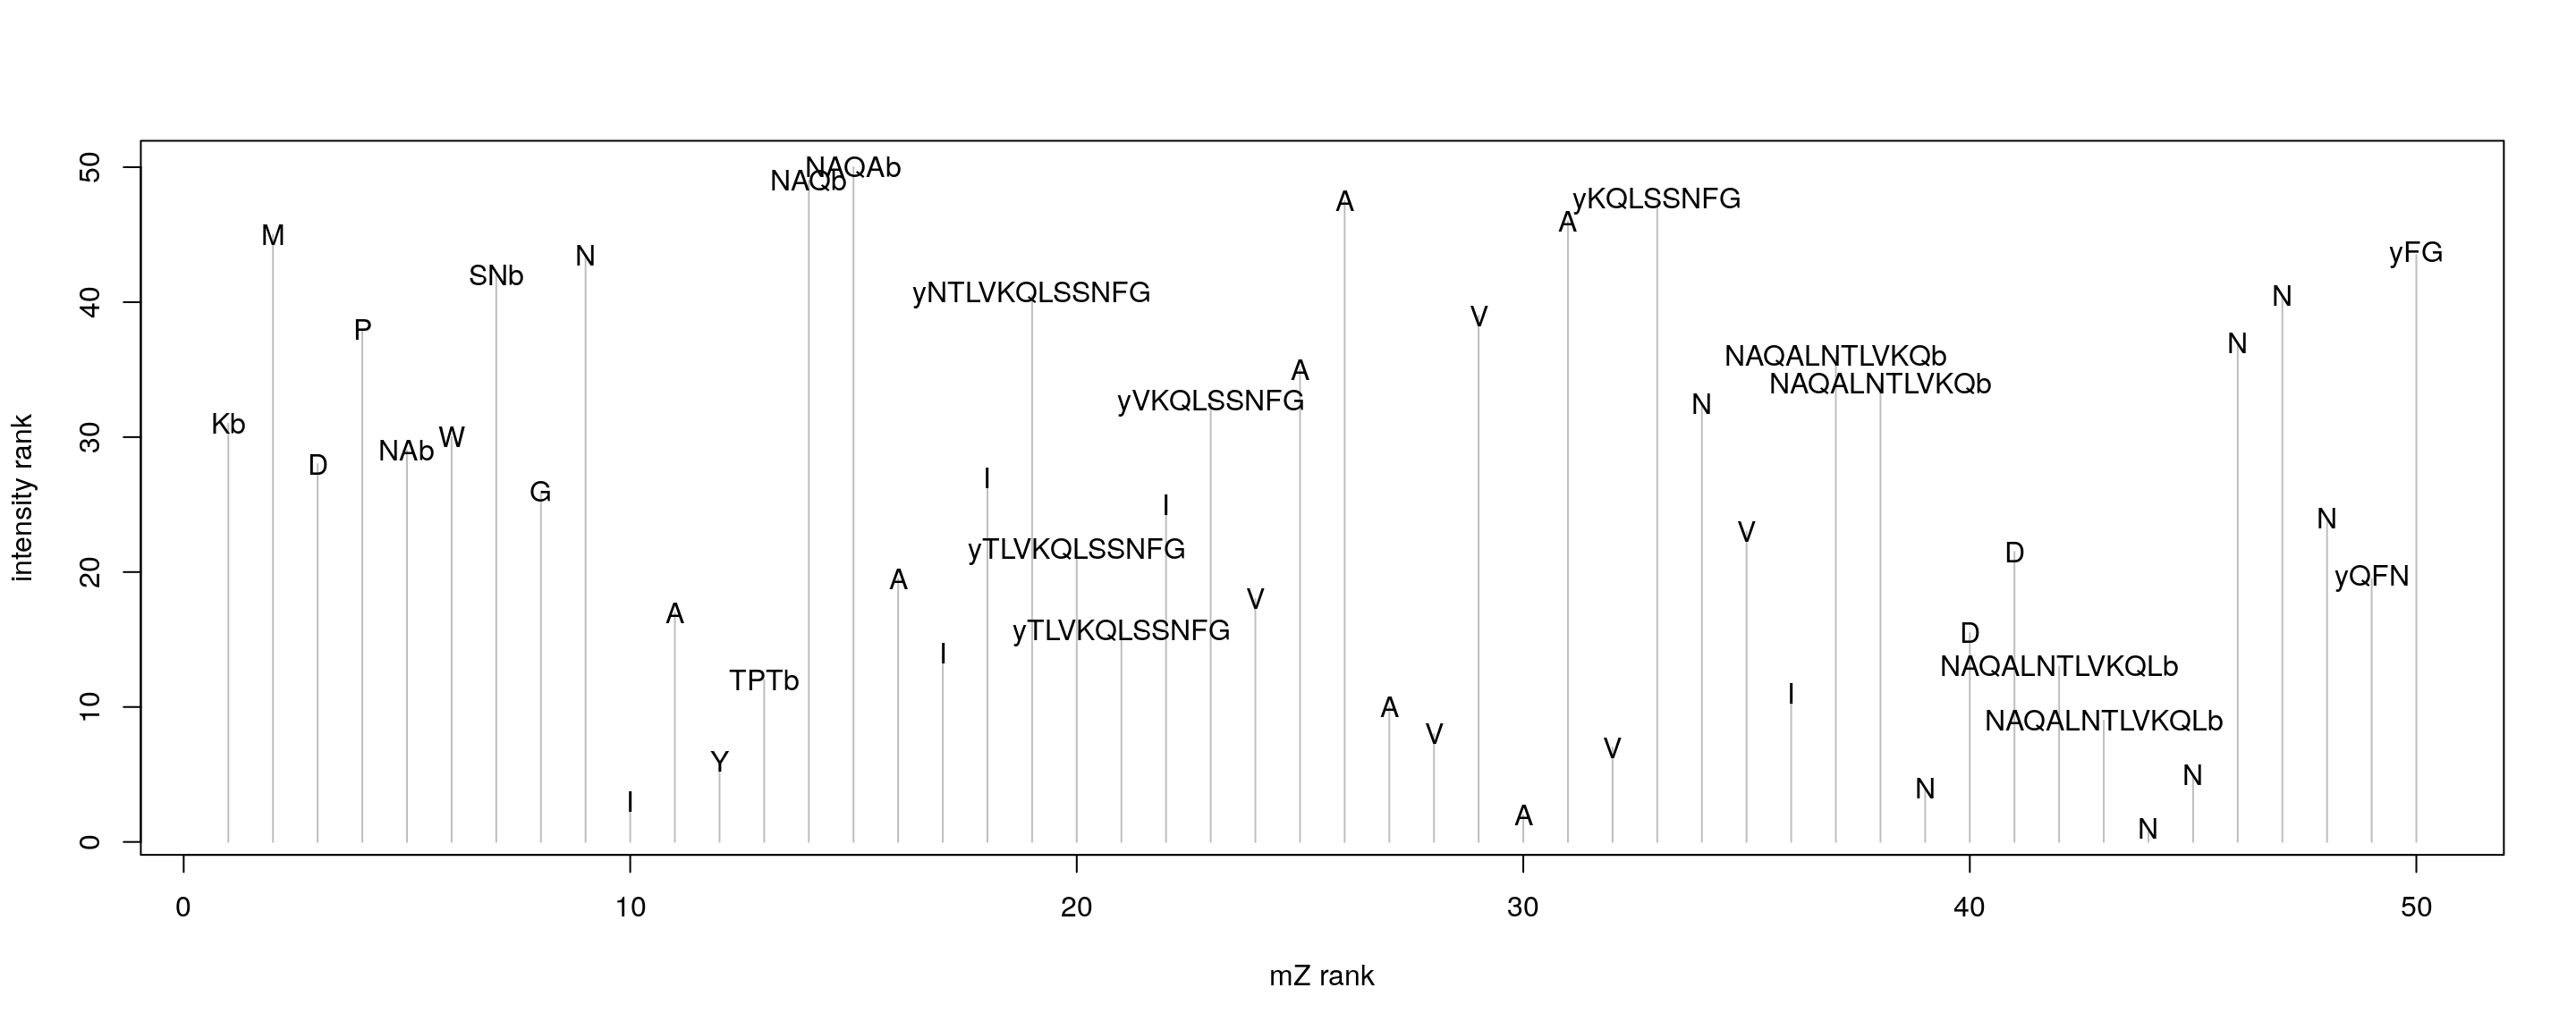 NAQAb
50
NAQb
A
yKQLSSNFG
A
M
yFG
N
SNb
N
yNTLVKQLSSNFG
40
V
P
N
NAQALNTLVKQb
A
NAQALNTLVKQb
yVKQLSSNFG
N
Kb
30
W
NAb
D
I
G
I
N
V
yTLVKQLSSNFG
D
20
A
yQFN
V
A
yTLVKQLSSNFG
D
I
TPTb
NAQALNTLVKQLb
I
10
A
NAQALNTLVKQLb
V
V
Y
N
N
I
A
N
0
intensity rank
0 10 20 30 40 50
mZ rank